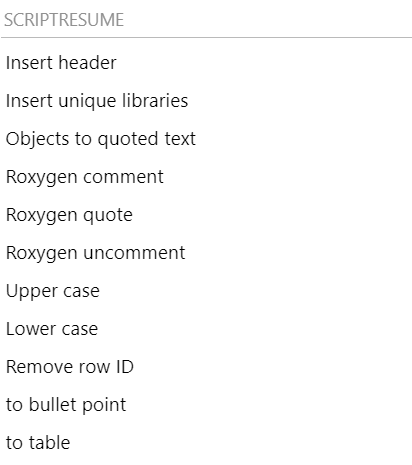 SCRIPTRESUME
Insert header
Insert unique libraries
Objects to quoted text
Roxygen comment
Roxygen quote
Roxygen uncomment
Upper case
Lower case
Remove row ID
to bullet point
to table